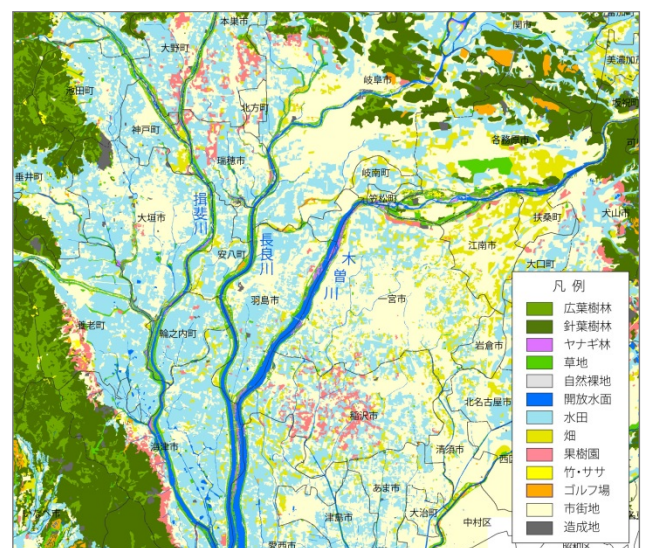 本巣市
関市
大野町
美濃加
池田町
岐阜市
北方町
神戸町
各務原市
瑞穂市
垂井町
岐南町
笠松町
揖斐川
大垣市
扶桑町
犬山市
長良川
安八町
江南市
木曽川
大口町
羽島市
一宮市
凡 例
広葉樹林
針葉樹林
ヤナギ林
草地
自然裸地
開放水面
水田
畑
果樹園
竹・ササ
ゴルフ場
市街地
造成地
養老町
輪之内町
岩倉市
北名古屋市
稲沢市
海津市
清須市
あま市
津島市
大治町
中村区
愛西市